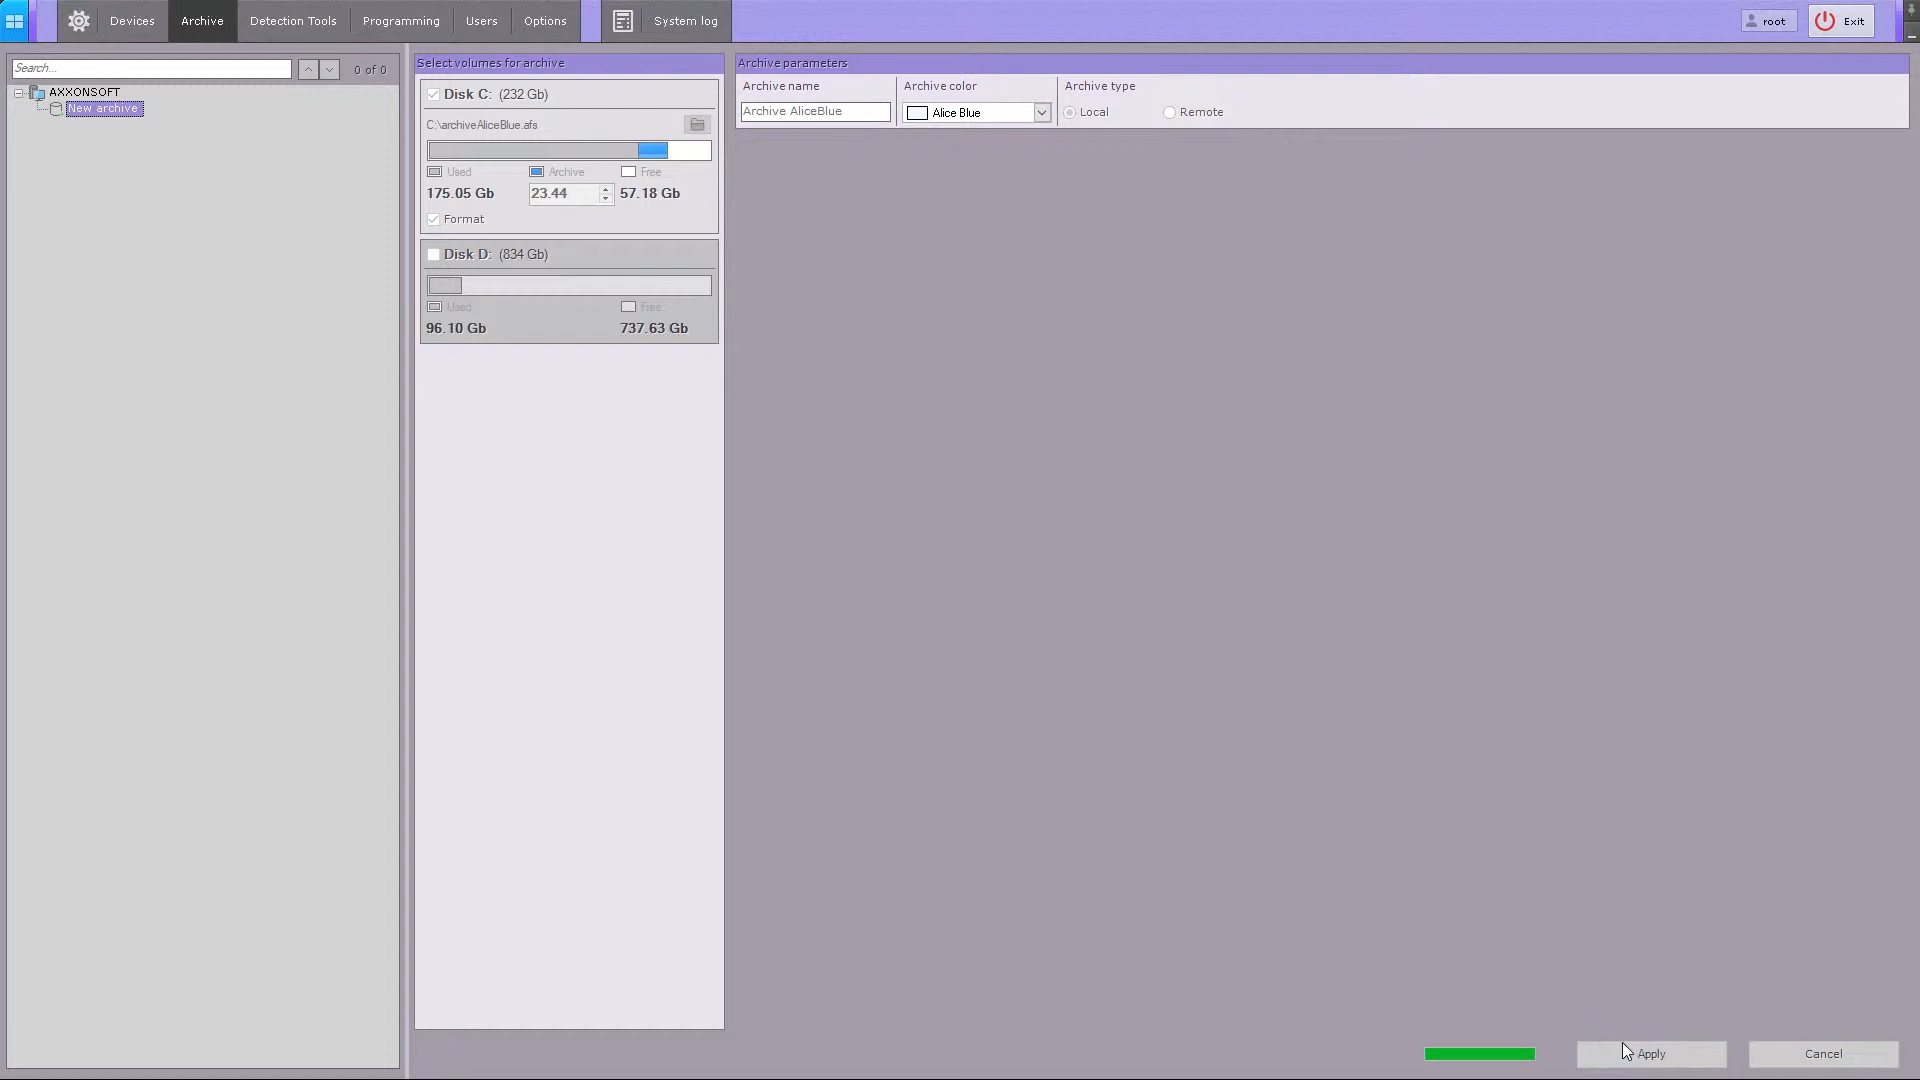 Devices
Archive
Detection Tools
Programming
Users
Options
System log
root
Exit
Search...
0 of 0
AXXONSOFT
New archive
Select volumes for archive
Disk C: (232 Gb)
C:\archiveAliceBlue.afs
Used
Archive
Free
175.05 Gb
23.44
57.18 Gb
Format
Disk D: (834 Gb)
Used
Free
96.10 Gb
737.63 Gb
Archive parameters
Archive name
Archive color
Archive type
Archive AliceBlue
Alice Blue
Local
Remote
Apply
Cancel